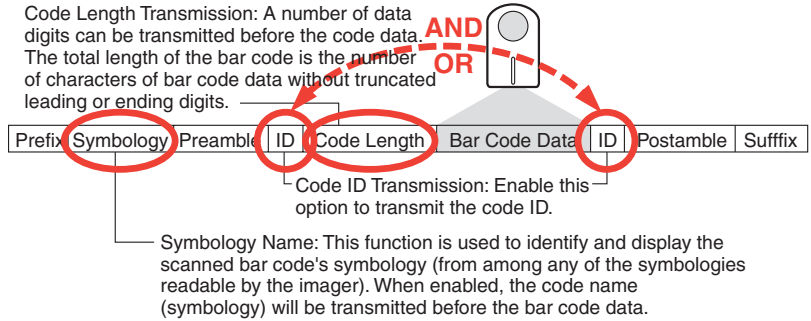 Code Length Transmission: A number of data
digits can be transmitted before the code data.
The total length of the bar code is the number
of characters of bar code data without truncated
leading or ending digits.
AND
OR
Prefix Symbology Preamble ID Code Length Bar Code Data ID Postamble Sufffix
Code ID Transmission: Enable this
option to transmit the code ID.
Symbology Name: This function is used to identify and display the
scanned bar code's symbology (from among any of the symbologies
readable by the imager). When enabled, the code name
(symbology) will be transmitted before the bar code data.